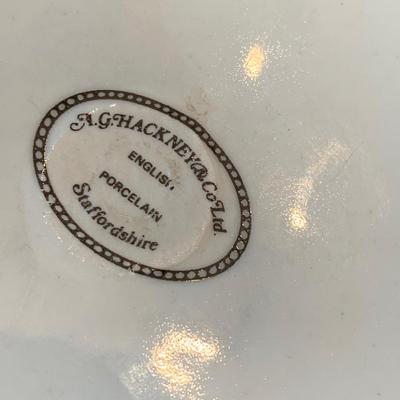 A.G. HACKNEY & Co Ltd.
ENGLISH
PORCELAIN
Staffordshire